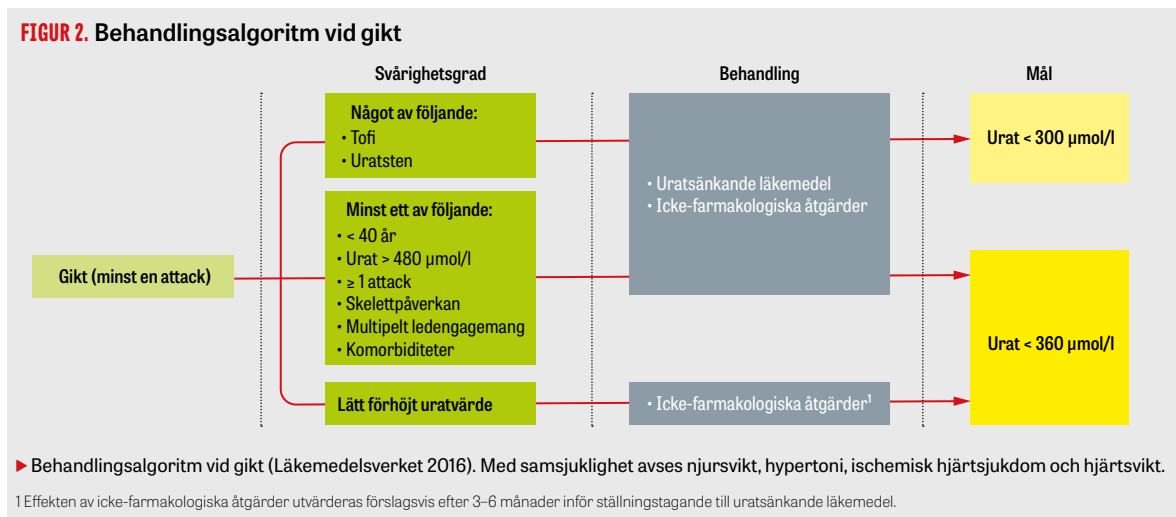 FIGUR 2. Behandlingsalgoritm vid gikt
Svårighetsgrad
Behandling
Mål
Gikt (minst en attack)
Något av följande:
• Tofi
• Uratsten
Minst ett av följande:
• < 40 år
• Urat > 480 µmol/l
• ≥ 1 attack
• Skelettpåverkan
• Multipelt ledengagemang
• Komorbiditeter
Lätt förhöjt uratvärde
• Uratsänkande läkemedel
• Icke-farmakologiska åtgärder
• Icke-farmakologiska åtgärder¹
Urat < 300 µmol/l
Urat < 360 µmol/l
▶ Behandlingsalgoritm vid gikt (Läkemedelsverket 2016). Med samsjuklighet avses njursvikt, hypertoni, ischemisk hjärtsjukdom och hjärtsvikt.
1 Effekten av icke-farmakologiska åtgärder utvärderas förslagsvis efter 3–6 månader inför ställningstagande till uratsänkande läkemedel.